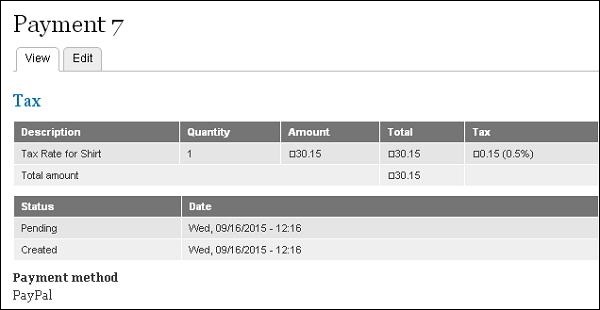 Payment 7
View Edit
Tax
Description Quantity Amount Total Tax
Tax Rate for Shirt 1 □30.15 □30.15 □0.15 (0.5%)
Total amount □30.15
Status Date
Pending Wed, 09/16/2015 - 12:16
Created Wed, 09/16/2015 - 12:16
Payment method
PayPal